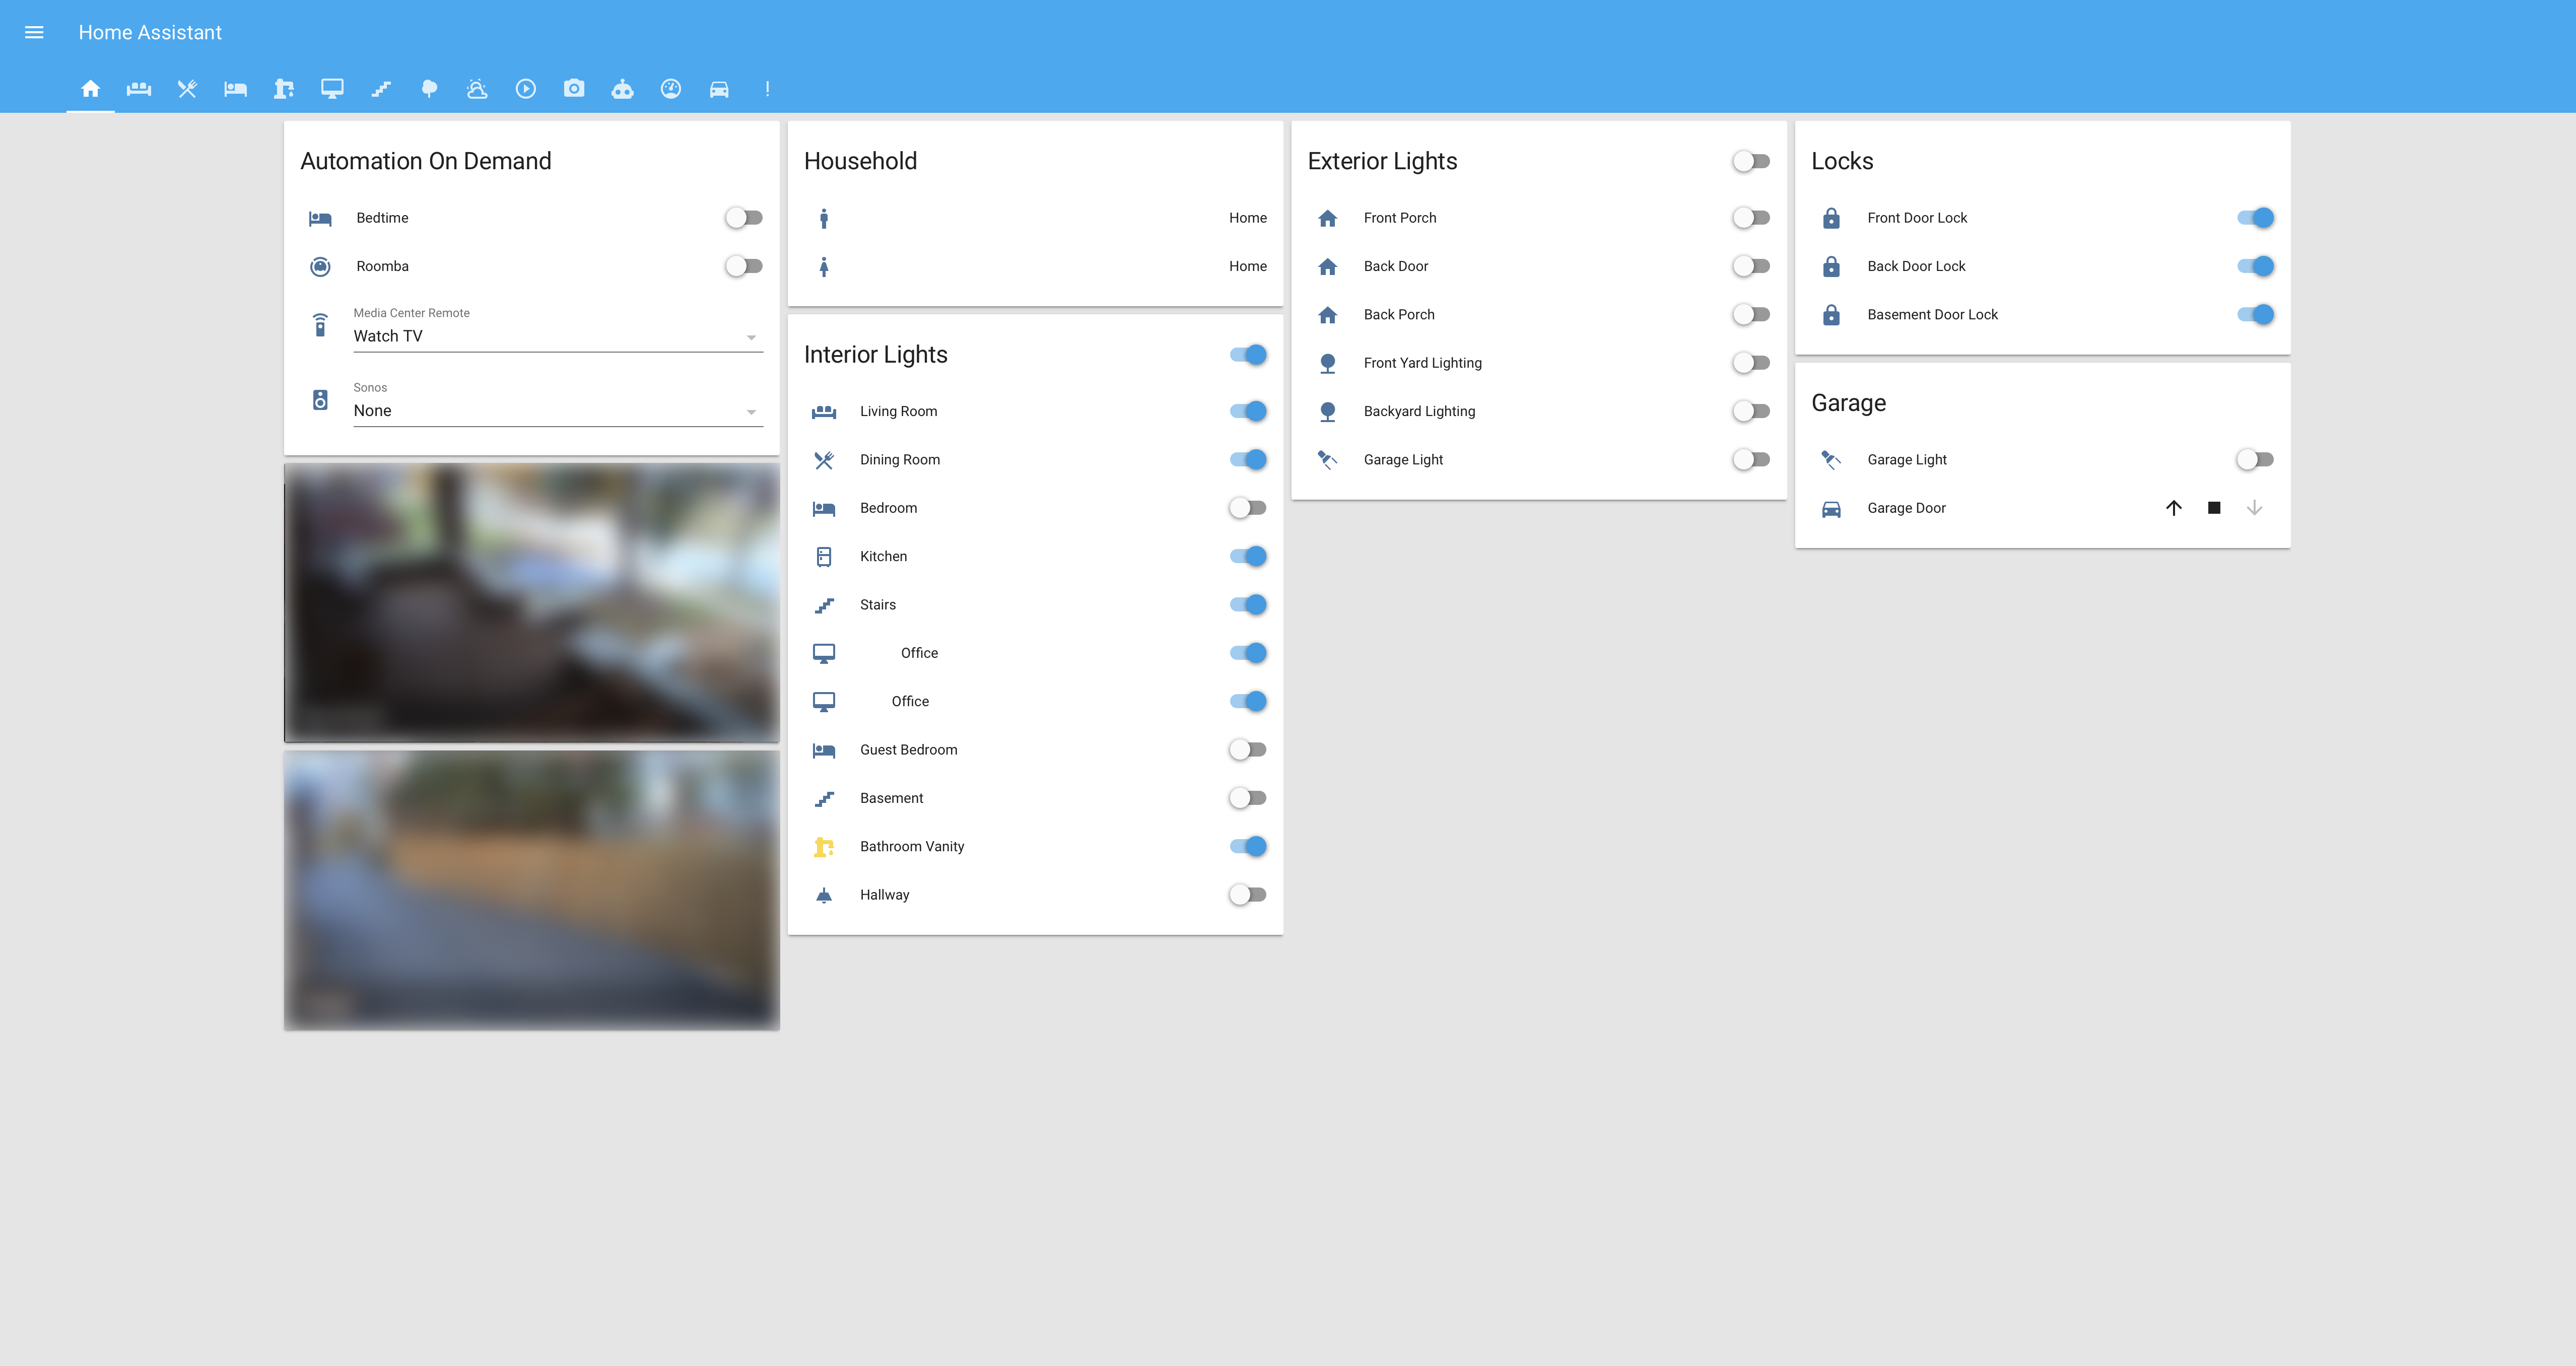 Home Assistant
!
Automation On Demand
Bedtime
Roomba
Media Center Remote
Watch TV
Sonos
None
Household
Home
Home
Interior Lights
Living Room
Dining Room
Bedroom
Kitchen
Stairs
Office
Office
Guest Bedroom
Basement
Bathroom Vanity
Hallway
Exterior Lights
Front Porch
Back Door
Back Porch
Front Yard Lighting
Backyard Lighting
Garage Light
Locks
Front Door Lock
Back Door Lock
Basement Door Lock
Garage
Garage Light
Garage Door